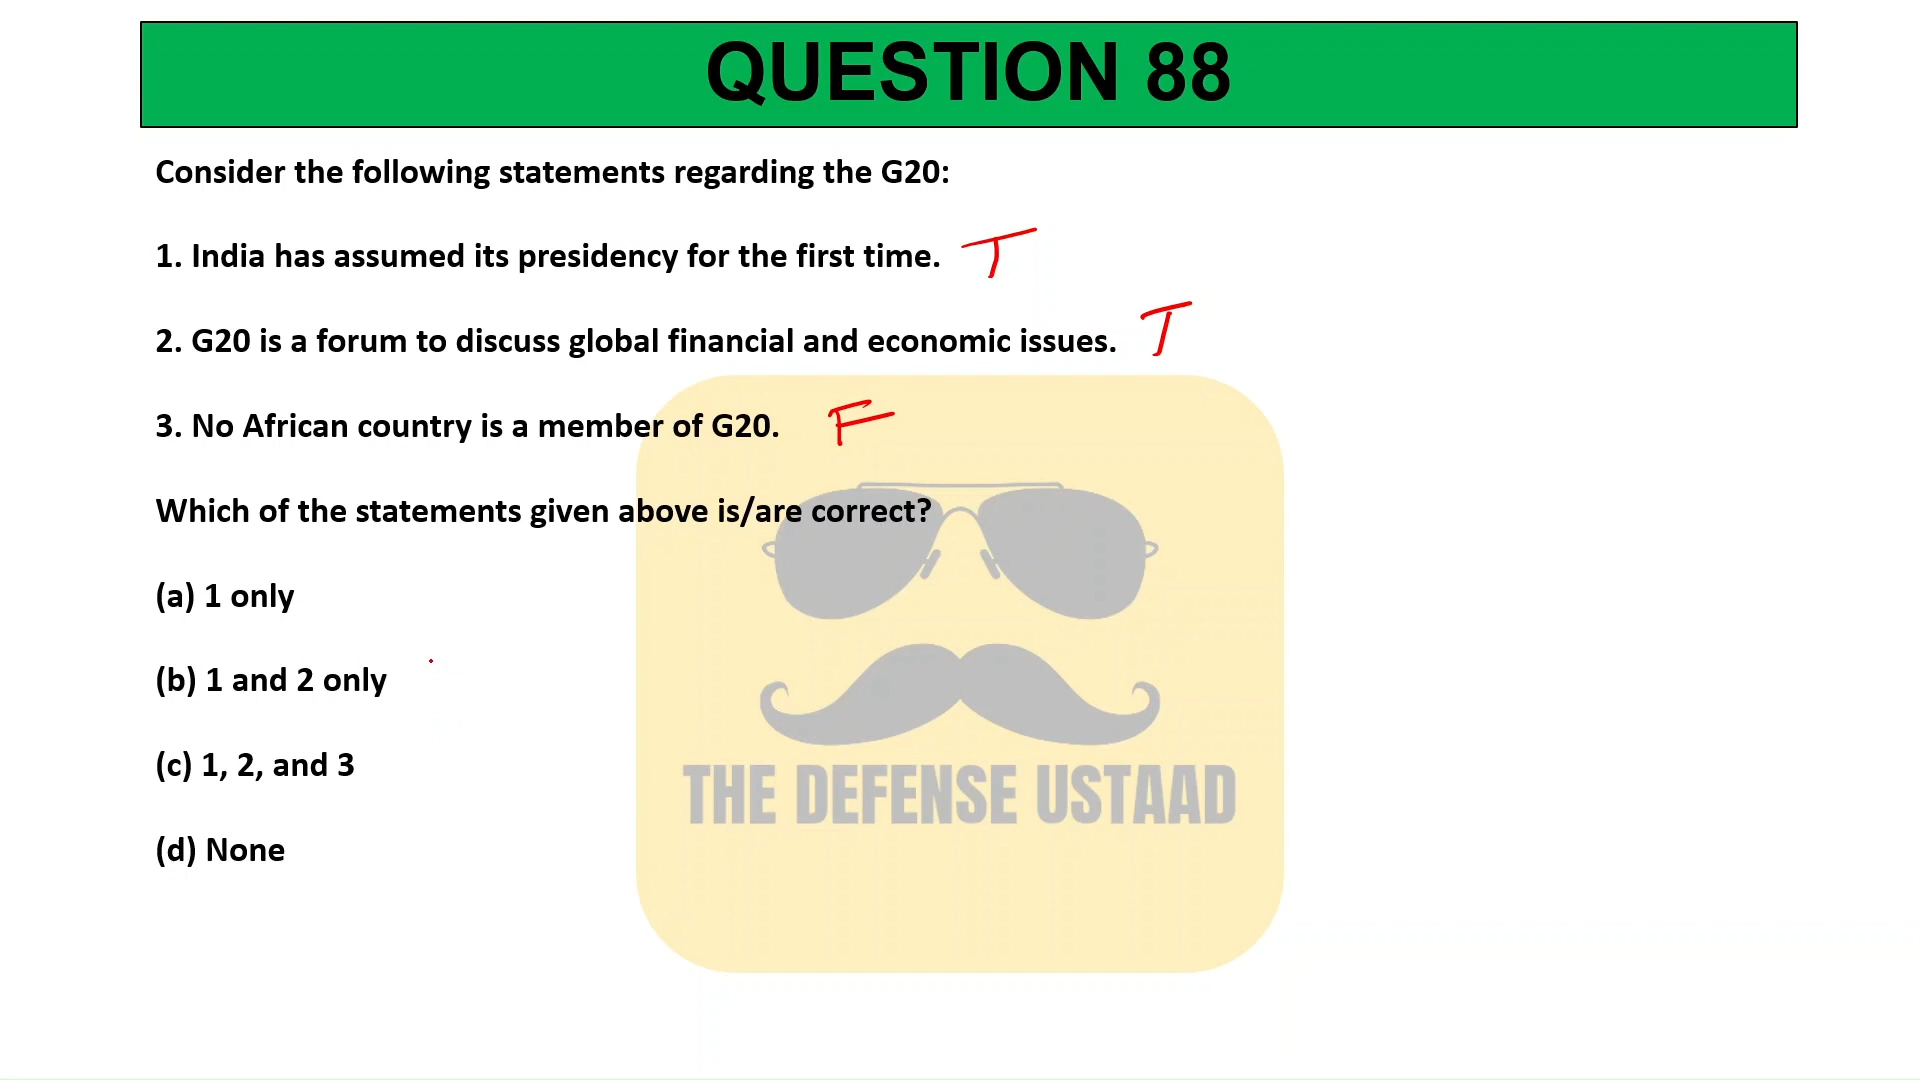 QUESTION 88
Consider the following statements regarding the G20:
1. India has assumed its presidency for the first time. T
2. G20 is a forum to discuss global financial and economic issues. T
3. No African country is a member of G20. F
Which of the statements given above is/are correct?
(a) 1 only
(b) 1 and 2 only
(c) 1, 2, and 3
THE DEFENSE USTAAD
(d) None